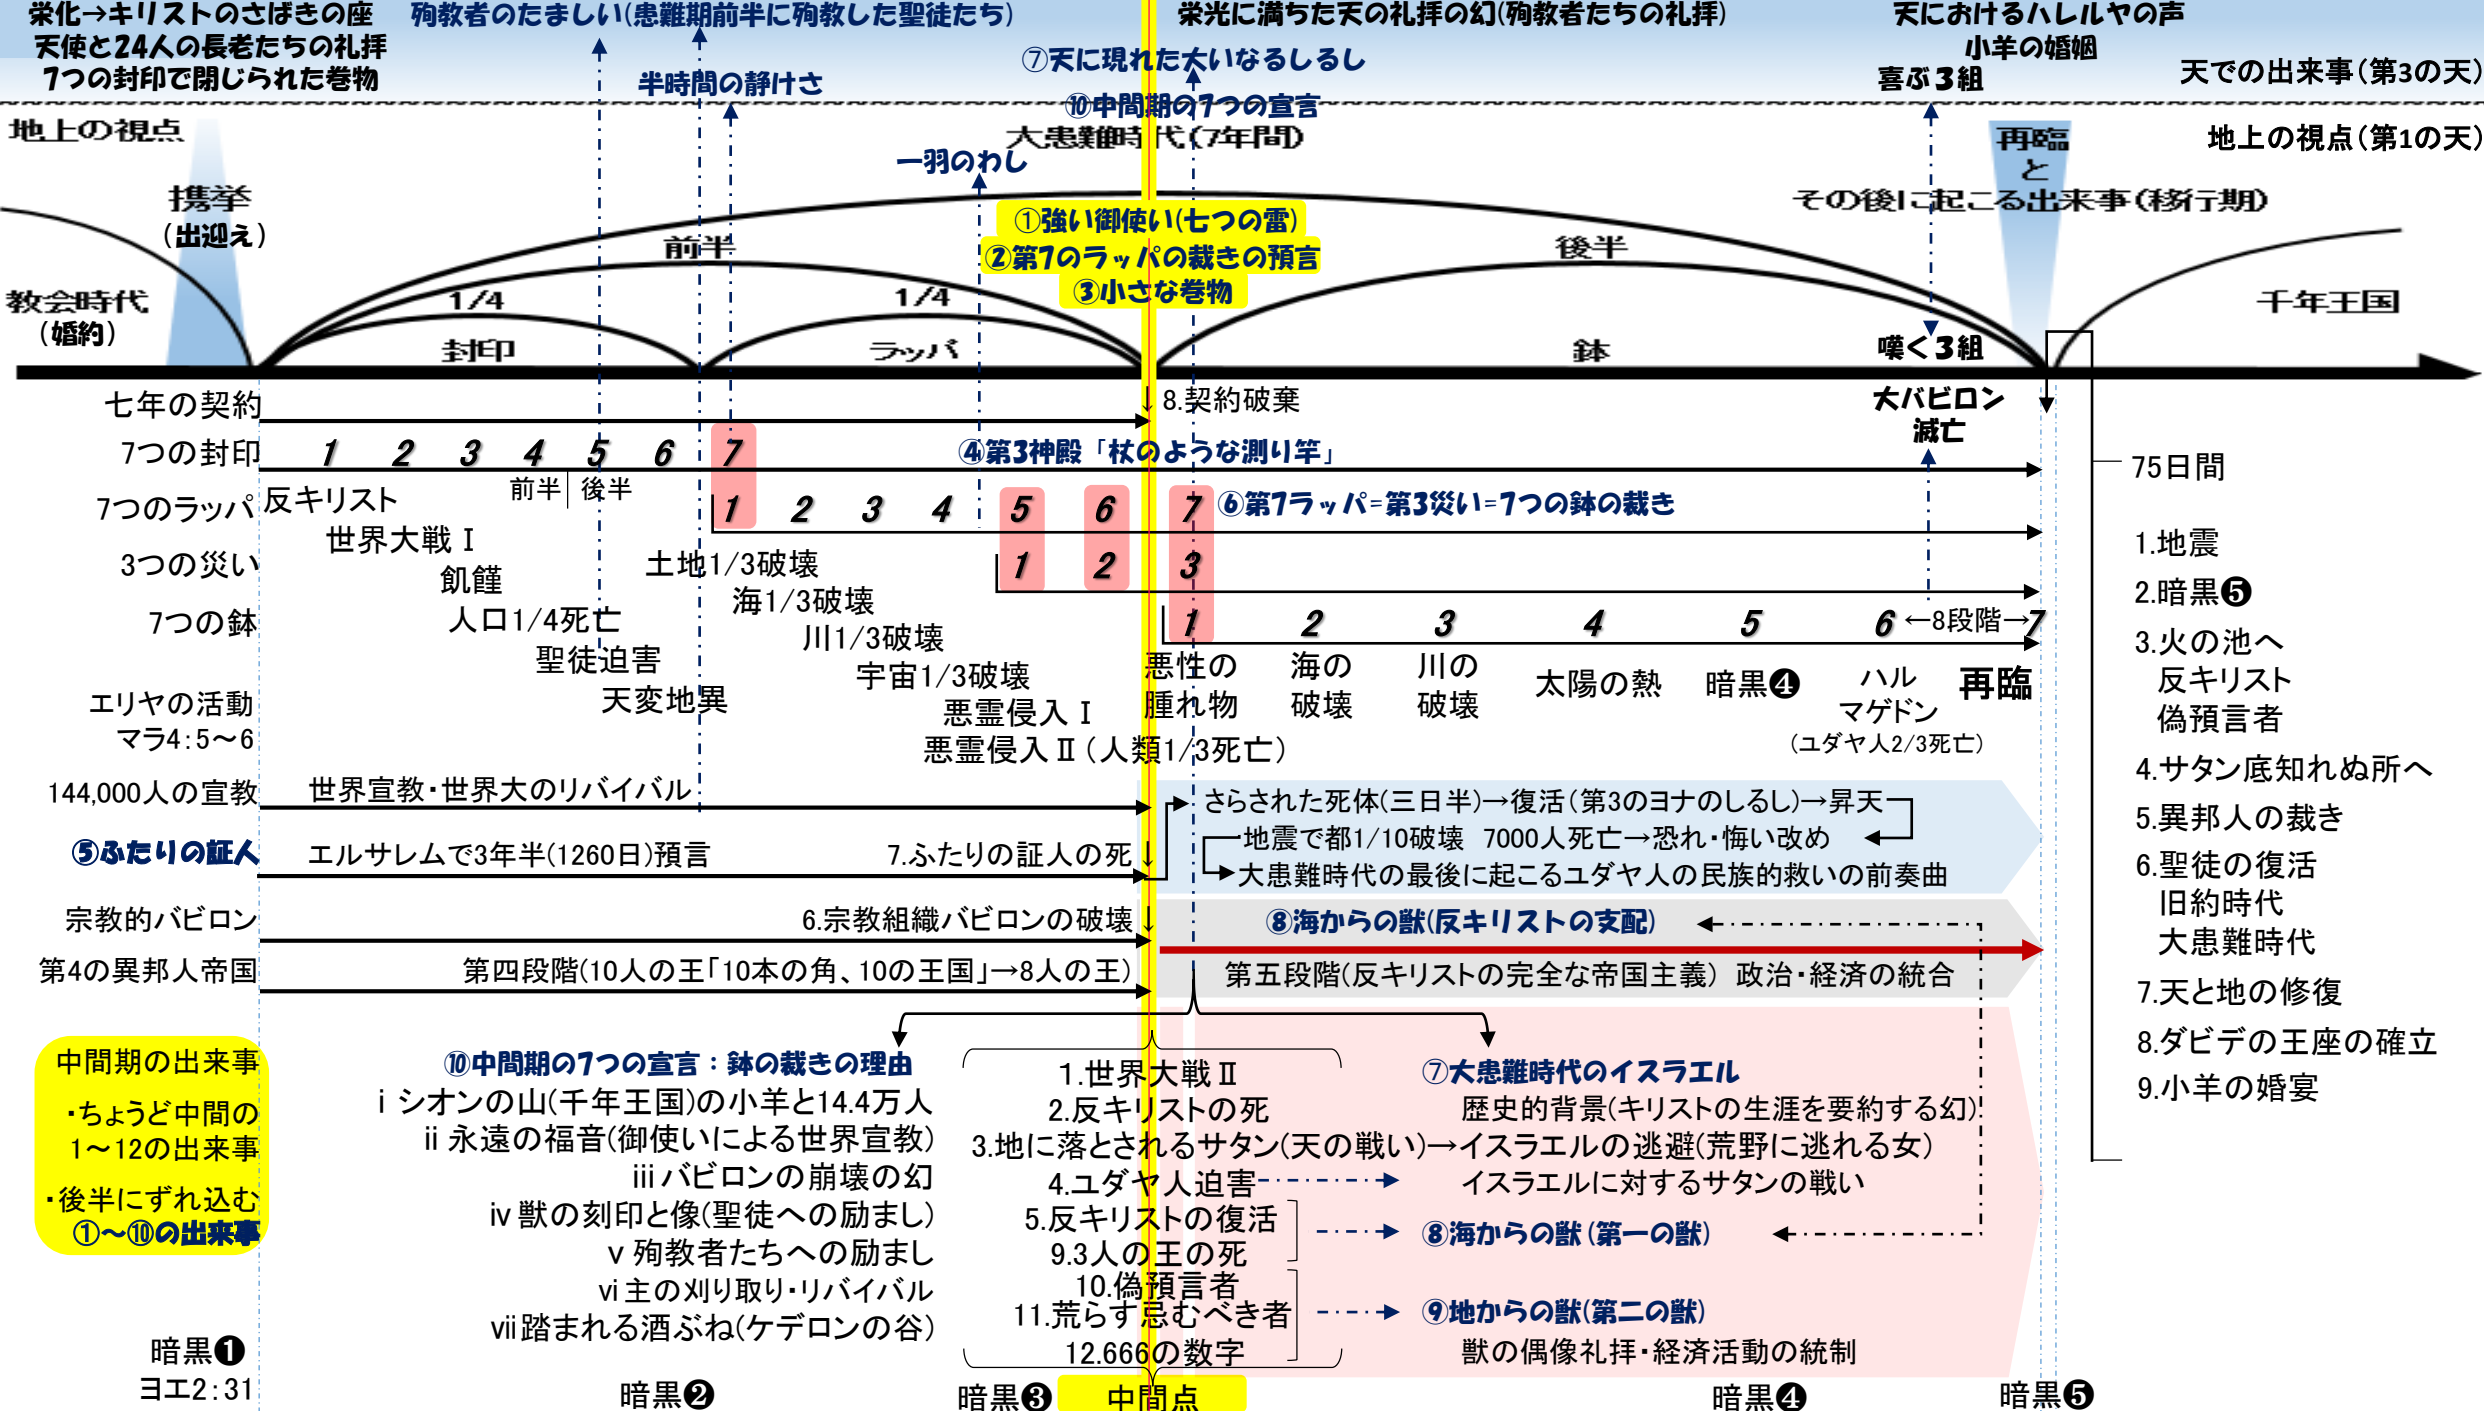 栄化→キリストのさばきの座
天使と24人の長老たちの礼拝
7つの封印で閉じられた巻物
殉教者のたましい(患難期前半に殉教した聖徒たち)
半時間の静けさ
栄光に満ちた天の礼拝の幻(殉教者たちの礼拝)
⑦天に現れた大いなるしるし
⑩中間期の7つの宣言
天におけるハレルヤの声
小羊の婚姻
喜ぶ3組
天での出来事(第3の天)
地上の視点
大患難時代(7年間)
地上の視点(第1の天)
一羽のわし
携挙
(出迎え)
再臨
と
その後に起こる出来事(移行期)
①強い御使い(七つの雷)
②第7のラッパの裁きの預言
③小さな巻物
前半
後半
教会時代
(婚約)
1/4
1/4
千年王国
封印
ラッパ
鉢
嘆く3組
七年の契約
↓8.契約破棄
大バビロン
滅亡
7つの封印
1 2 3 4 5 6 7
④第3神殿「杖のような測り竿」
前半 後半
75日間
7つのラッパ
反キリスト
1 2 3 4 5 6 7
⑥第7ラッパ=第3災い=7つの鉢の裁き
世界大戦Ⅰ
3つの災い
1 2 3
飢饉
土地1/3破壊
海1/3破壊
7つの鉢
人口1/4死亡
川1/3破壊
1 2 3 4 5 6 ←8段階→7
聖徒迫害
宇宙1/3破壊
天変地異
悪霊侵入Ⅰ
悪霊侵入Ⅱ(人類1/3死亡)
悪性の
腫れ物
海の
破壊
川の
破壊
太陽の熱
暗黒❹
ハル
マゲドン
(ユダヤ人2/3死亡)
再臨
エリヤの活動
マラ4:5~6
144,000人の宣教
世界宣教・世界大のリバイバル
さらされた死体(三日半)→復活(第3のヨナのしるし)→昇天
地震で都1/10破壊 7000人死亡→恐れ・悔い改め
大患難時代の最後に起こるユダヤ人の民族的救いの前奏曲
⑤ふたりの証人
エルサレムで3年半(1260日)預言
7.ふたりの証人の死↓
宗教的バビロン
6.宗教組織バビロンの破壊↓
⑧海からの獣(反キリストの支配)
第4の異邦人帝国
第四段階(10人の王「10本の角、10の王国」→8人の王)
第五段階(反キリストの完全な帝国主義) 政治・経済の統合
1.地震
2.暗黒❺
3.火の池へ
反キリスト
偽預言者
4.サタン底知れぬ所へ
5.異邦人の裁き
6.聖徒の復活
旧約時代
大患難時代
7.天と地の修復
8.ダビデの王座の確立
9.小羊の婚宴
中間期の出来事
・ちょうど中間の
1~12の出来事
・後半にずれ込む
①~⑩の出来事
⑩中間期の7つの宣言:鉢の裁きの理由
ⅰ シオンの山(千年王国)の小羊と14.4万人
ⅱ 永遠の福音(御使いによる世界宣教)
ⅲ バビロンの崩壊の幻
ⅳ 獣の刻印と像(聖徒への励まし)
ⅴ 殉教者たちへの励まし
ⅵ 主の刈り取り・リバイバル
ⅶ 踏まれる酒ぶね(ケデロンの谷)
1.世界大戦Ⅱ
2.反キリストの死
3.地に落とされるサタン(天の戦い)→イスラエルの逃避(荒野に逃れる女)
4.ユダヤ人迫害
5.反キリストの復活
9.3人の王の死
10.偽預言者
11.荒らす忌むべき者
12.666の数字
⑦大患難時代のイスラエル
歴史的背景(キリストの生涯を要約する幻)
イスラエルに対するサタンの戦い
⑧海からの獣(第一の獣)
⑨地からの獣(第二の獣)
獣の偶像礼拝・経済活動の統制
暗黒❶
ヨエ2:31
暗黒❷
暗黒❸
中間点
暗黒❹
暗黒❺